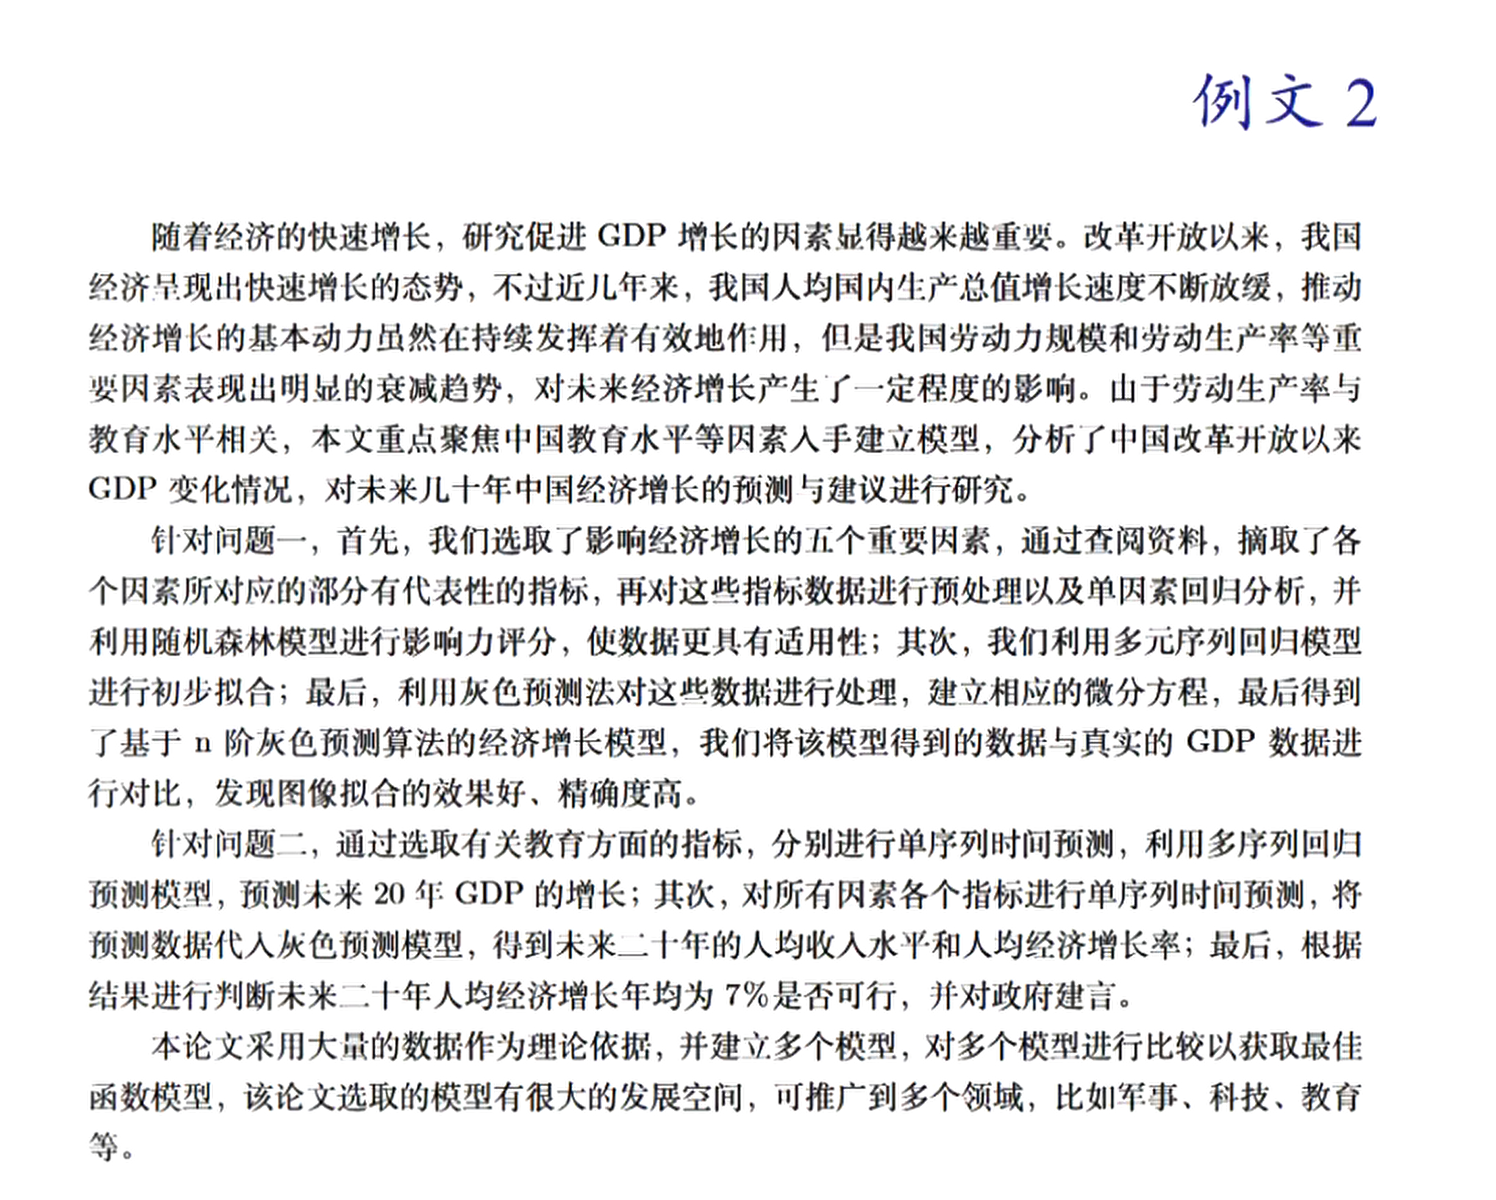 例文 2
随着经济的快速增长，研究促进 GDP 增长的因素显得越来越重要。改革开放以来，我国
经济呈现出快速增长的态势，不过近几年来，我国人均国内生产总值增长速度不断放缓，推动
经济增长的基本动力虽然在持续发挥着有效地作用，但是我国劳动力规模和劳动生产率等重
要因素表现出明显的衰减趋势，对未来经济增长产生了一定程度的影响。由于劳动生产率与
教育水平相关，本文重点聚焦中国教育水平等因素入手建立模型，分析了中国改革开放以来
GDP 变化情况，对未来几十年中国经济增长的预测与建议进行研究。
针对问题一，首先，我们选取了影响经济增长的五个重要因素，通过查阅资料，摘取了各
个因素所对应的部分有代表性的指标，再对这些指标数据进行预处理以及单因素回归分析，并
利用随机森林模型进行影响力评分，使数据更具有适用性；其次，我们利用多元序列回归模型
进行初步拟合；最后，利用灰色预测法对这些数据进行处理，建立相应的微分方程，最后得到
了基于 n 阶灰色预测算法的经济增长模型，我们将该模型得到的数据与真实的 GDP 数据进
行对比，发现图像拟合的效果好、精确度高。
针对问题二，通过选取有关教育方面的指标，分别进行单序列时间预测，利用多序列回归
预测模型，预测未来 20 年 GDP 的增长；其次，对所有因素各个指标进行单序列时间预测，将
预测数据代入灰色预测模型，得到未来二十年的人均收入水平和人均经济增长率；最后，根据
结果进行判断未来二十年人均经济增长年均为 7%是否可行，并对政府建言。
本论文采用大量的数据作为理论依据，并建立多个模型，对多个模型进行比较以获取最佳
函数模型，该论文选取的模型有很大的发展空间，可推广到多个领域，比如军事、科技、教育
等。